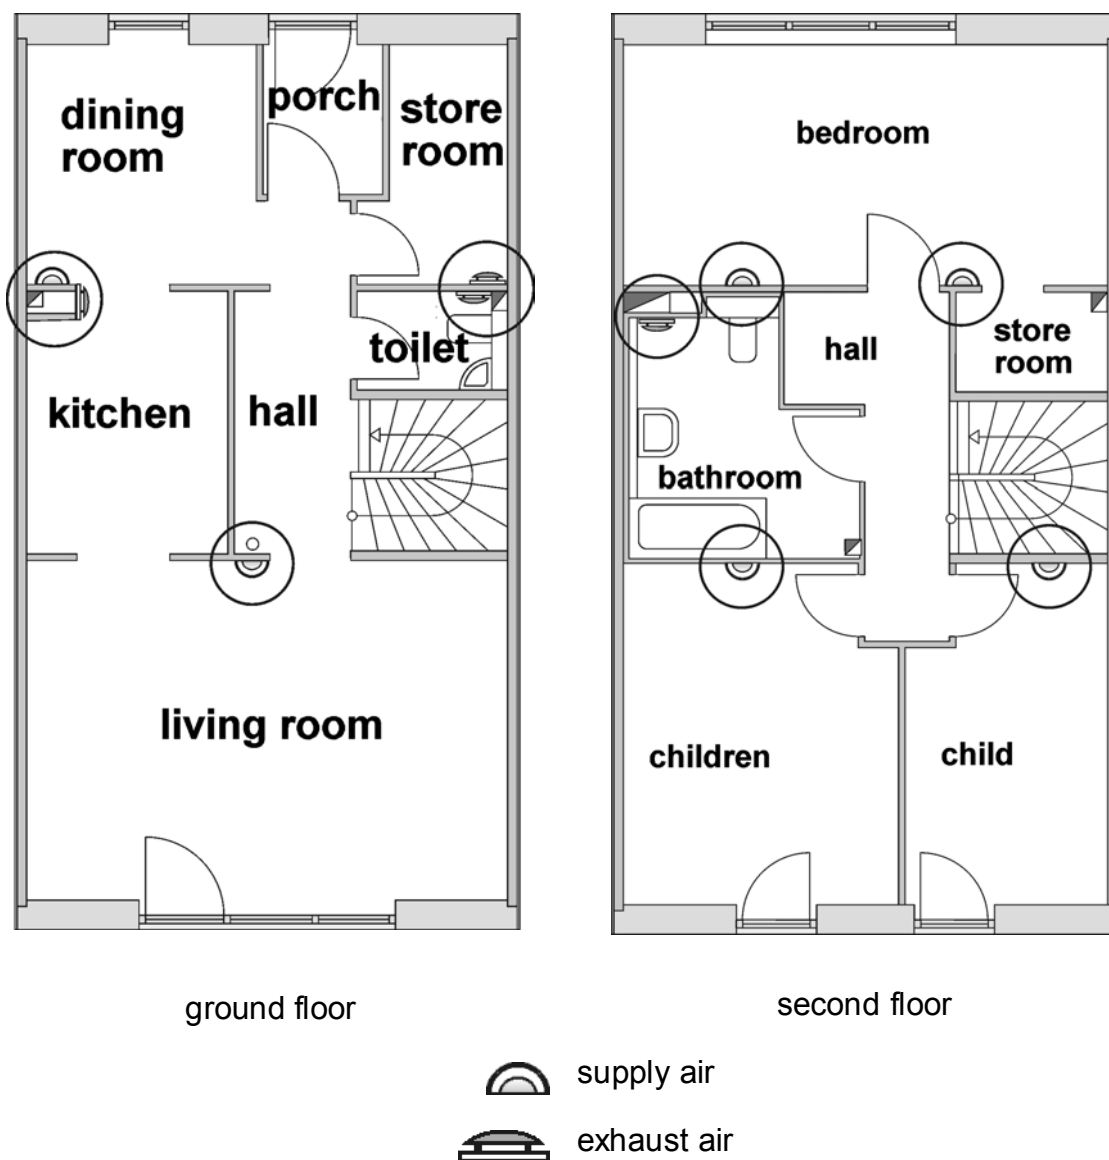 dining
room
porch
store
room
toilet
kitchen
hall
living room
ground floor
bedroom
hall
store
room
bathroom
children
child
second floor
supply air
exhaust air